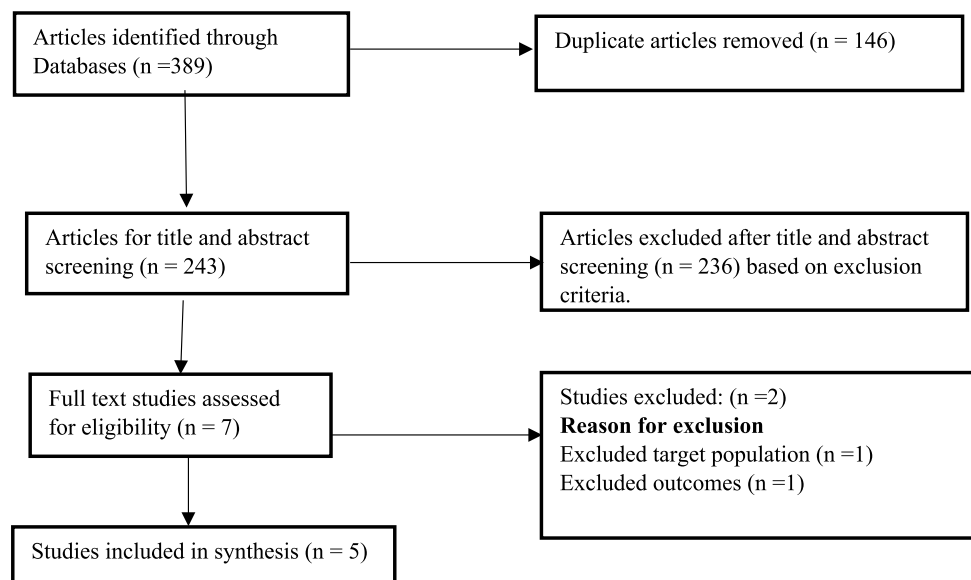 Articles identified through
Databases (n =389)
Duplicate articles removed (n = 146)
Articles for title and abstract
screening (n = 243)
Articles excluded after title and abstract
screening (n = 236) based on exclusion
criteria.
Full text studies assessed
for eligibility (n = 7)
Studies excluded: (n =2)
Reason for exclusion
Excluded target population (n =1)
Excluded outcomes (n =1)
Studies included in synthesis (n = 5)